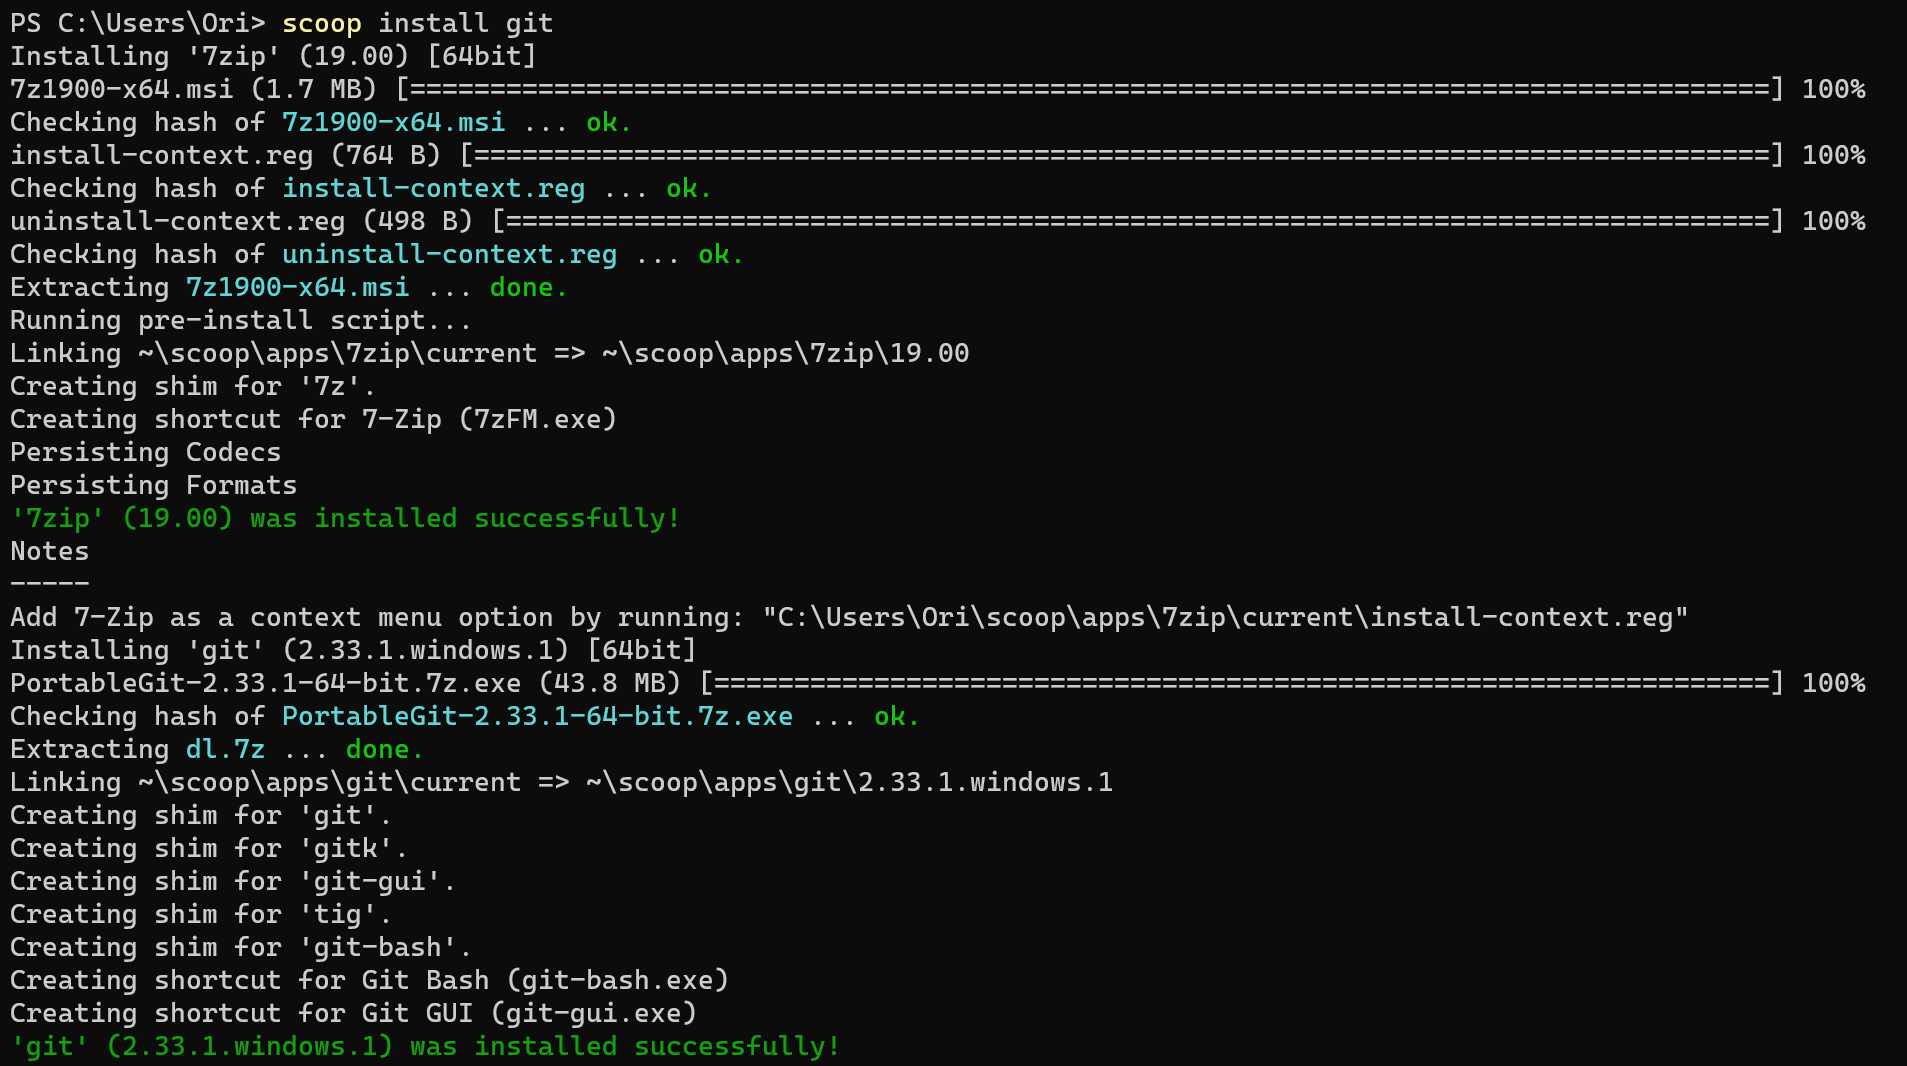 PS C:\Users\Ori> scoop install git
Installing '7zip' (19.00) [64bit]
7z1900-x64.msi (1.7 MB) [=====================================================================================] 100%
Checking hash of 7z1900-x64.msi ... ok.
install-context.reg (764 B) [=================================================================================] 100%
Checking hash of install-context.reg ... ok.
uninstall-context.reg (498 B) [===============================================================================] 100%
Checking hash of uninstall-context.reg ... ok.
Extracting 7z1900-x64.msi ... done.
Running pre-install script...
Linking ~\scoop\apps\7zip\current => ~\scoop\apps\7zip\19.00
Creating shim for '7z'.
Creating shortcut for 7-Zip (7zFM.exe)
Persisting Codecs
Persisting Formats
'7zip' (19.00) was installed successfully!
Notes
-----
Add 7-Zip as a context menu option by running: "C:\Users\Ori\scoop\apps\7zip\current\install-context.reg"
Installing 'git' (2.33.1.windows.1) [64bit]
PortableGit-2.33.1-64-bit.7z.exe (43.8 MB) [==================================================================] 100%
Checking hash of PortableGit-2.33.1-64-bit.7z.exe ... ok.
Extracting dl.7z ... done.
Linking ~\scoop\apps\git\current => ~\scoop\apps\git\2.33.1.windows.1
Creating shim for 'git'.
Creating shim for 'gitk'.
Creating shim for 'git-gui'.
Creating shim for 'tig'.
Creating shim for 'git-bash'.
Creating shortcut for Git Bash (git-bash.exe)
Creating shortcut for Git GUI (git-gui.exe)
'git' (2.33.1.windows.1) was installed successfully!